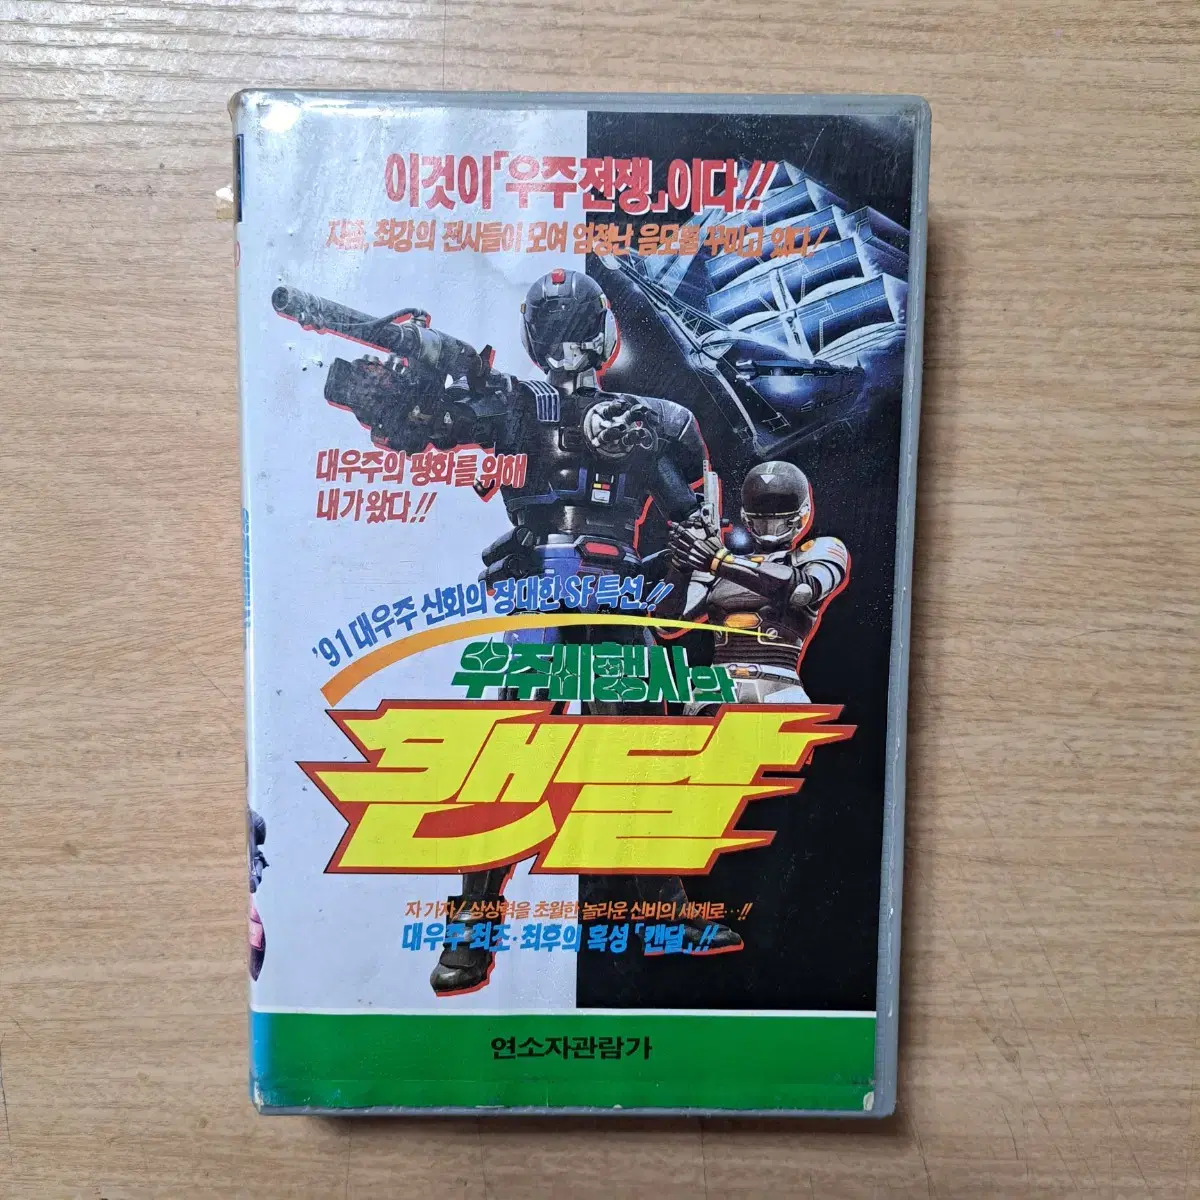 이것이「우주전쟁」이다!!
지금, 최강의 전사들이 모여 엄청난 음모를 꾸미고 있다!
대우주의 평화를 위해
내가 왔다!!
'91 대우주 신화의 장대한 SF 특선!!
우주비행사와
캔달
자 가자! 상상력을 초월한 놀라운 신비의 세계로…!!
대우주 최초·최후의 혹성「캔달」!!
연소자관람가